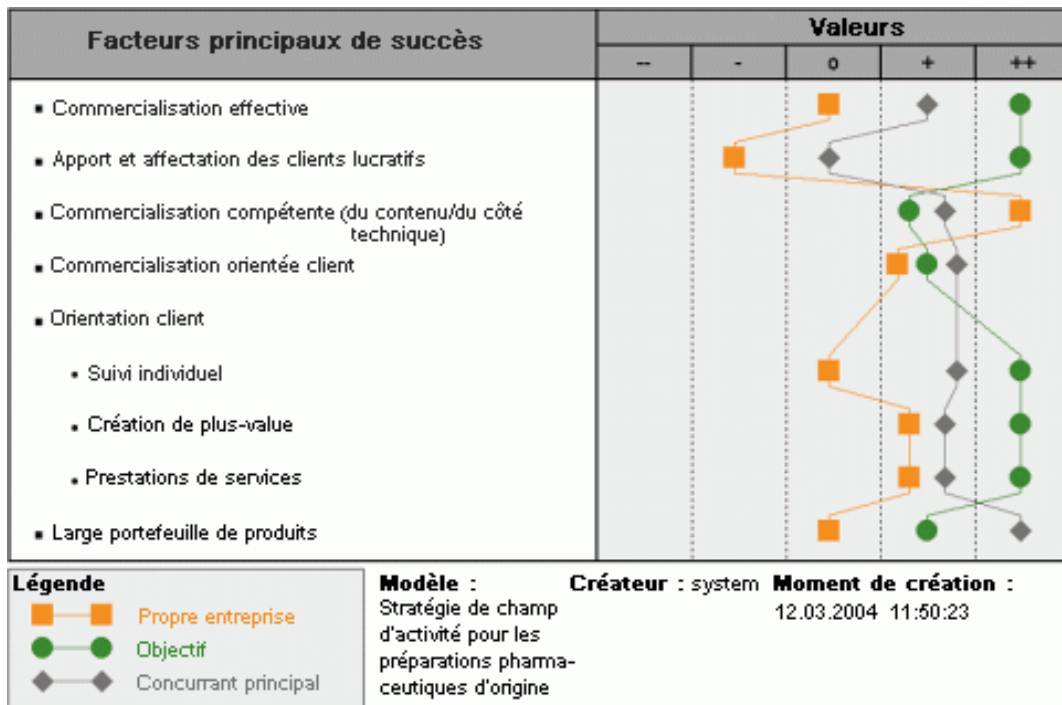 Facteurs principaux de succès
Valeurs
-- - o + ++
▪ Commercialisation effective
▪ Apport et affectation des clients lucratifs
▪ Commercialisation compétente (du contenu/du côté
technique)
▪ Commercialisation orientée client
▪ Orientation client
• Suivi individuel
• Création de plus-value
• Prestations de services
▪ Large portefeuille de produits
Légende
Propre entreprise
Objectif
Concurrant principal
Modèle :
Stratégie de champ
d'activité pour les
préparations pharma-
ceutiques d'origine
Créateur : system
Moment de création :
12.03.2004 11:50:23